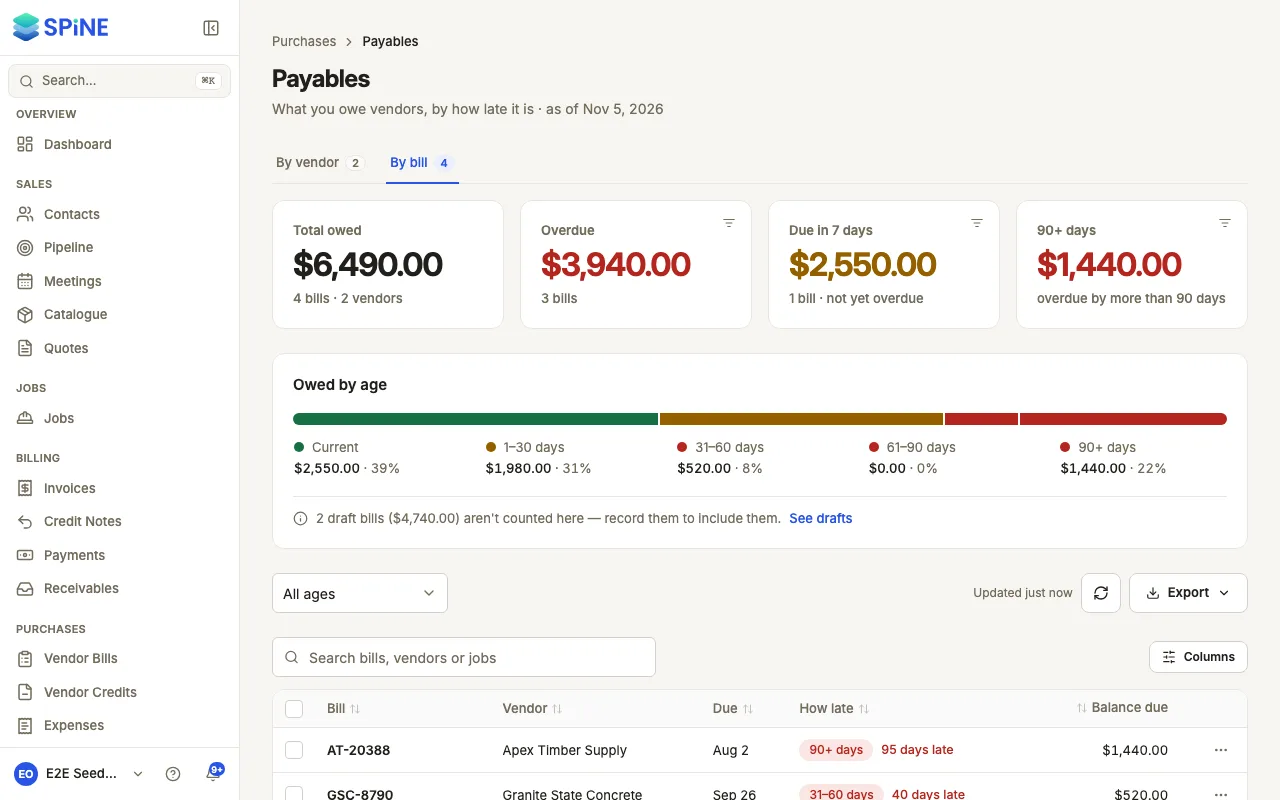 SPiNE
Search...
⌘K
OVERVIEW
Dashboard
SALES
Contacts
Pipeline
Meetings
Catalogue
Quotes
JOBS
Jobs
BILLING
Invoices
Credit Notes
Payments
Receivables
PURCHASES
Vendor Bills
Vendor Credits
Expenses
EO
E2E Seed...
9+
Purchases > Payables
Payables
What you owe vendors, by how late it is · as of Nov 5, 2026
By vendor 2 By bill 4
Total owed
$6,490.00
4 bills · 2 vendors
Overdue
$3,940.00
3 bills
Due in 7 days
$2,550.00
1 bill · not yet overdue
90+ days
$1,440.00
overdue by more than 90 days
Owed by age
Current
$2,550.00 · 39%
1–30 days
$1,980.00 · 31%
31–60 days
$520.00 · 8%
61–90 days
$0.00 · 0%
90+ days
$1,440.00 · 22%
2 draft bills ($4,740.00) aren't counted here — record them to include them. See drafts
All ages
Updated just now
Export
Search bills, vendors or jobs
Columns
Bill Vendor Due How late Balance due
AT-20388 Apex Timber Supply Aug 2 90+ days 95 days late $1,440.00
GSC-8790 Granite State Concrete Sep 26 31–60 days 40 days late $520.00